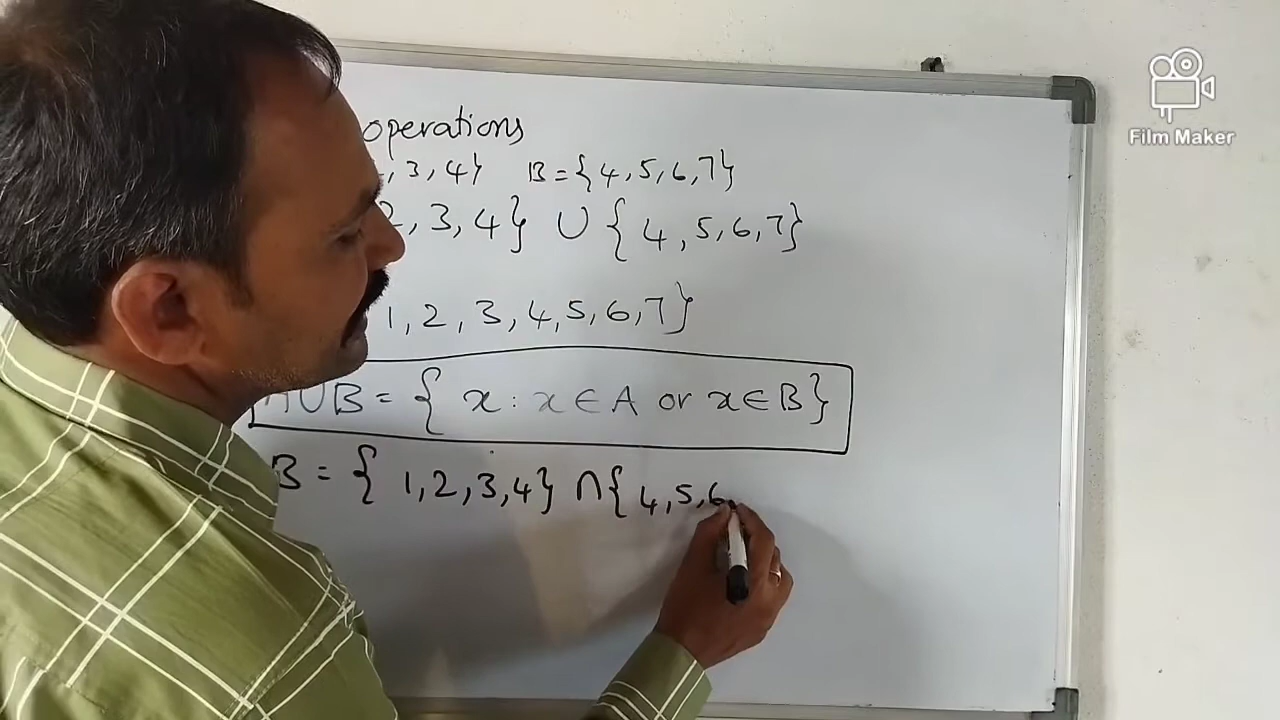 operations
, 3, 4} B = {4, 5, 6, 7}
2, 3, 4} ∪ {4, 5, 6, 7}
1, 2, 3, 4, 5, 6, 7}
A∪B = { x : x ∈ A or x ∈ B}
B = { 1, 2, 3, 4} ∩ { 4, 5, 6
Film Maker